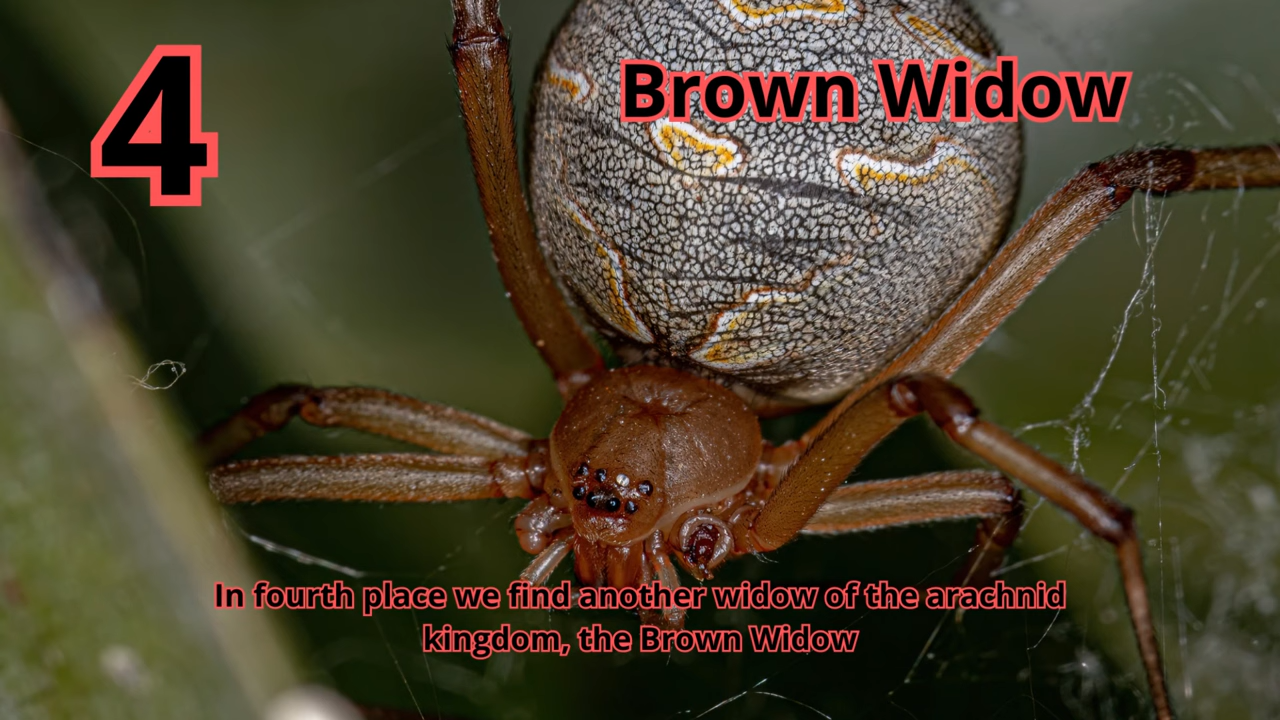 4
Brown Widow
In fourth place we find another widow of the arachnid
kingdom, the Brown Widow